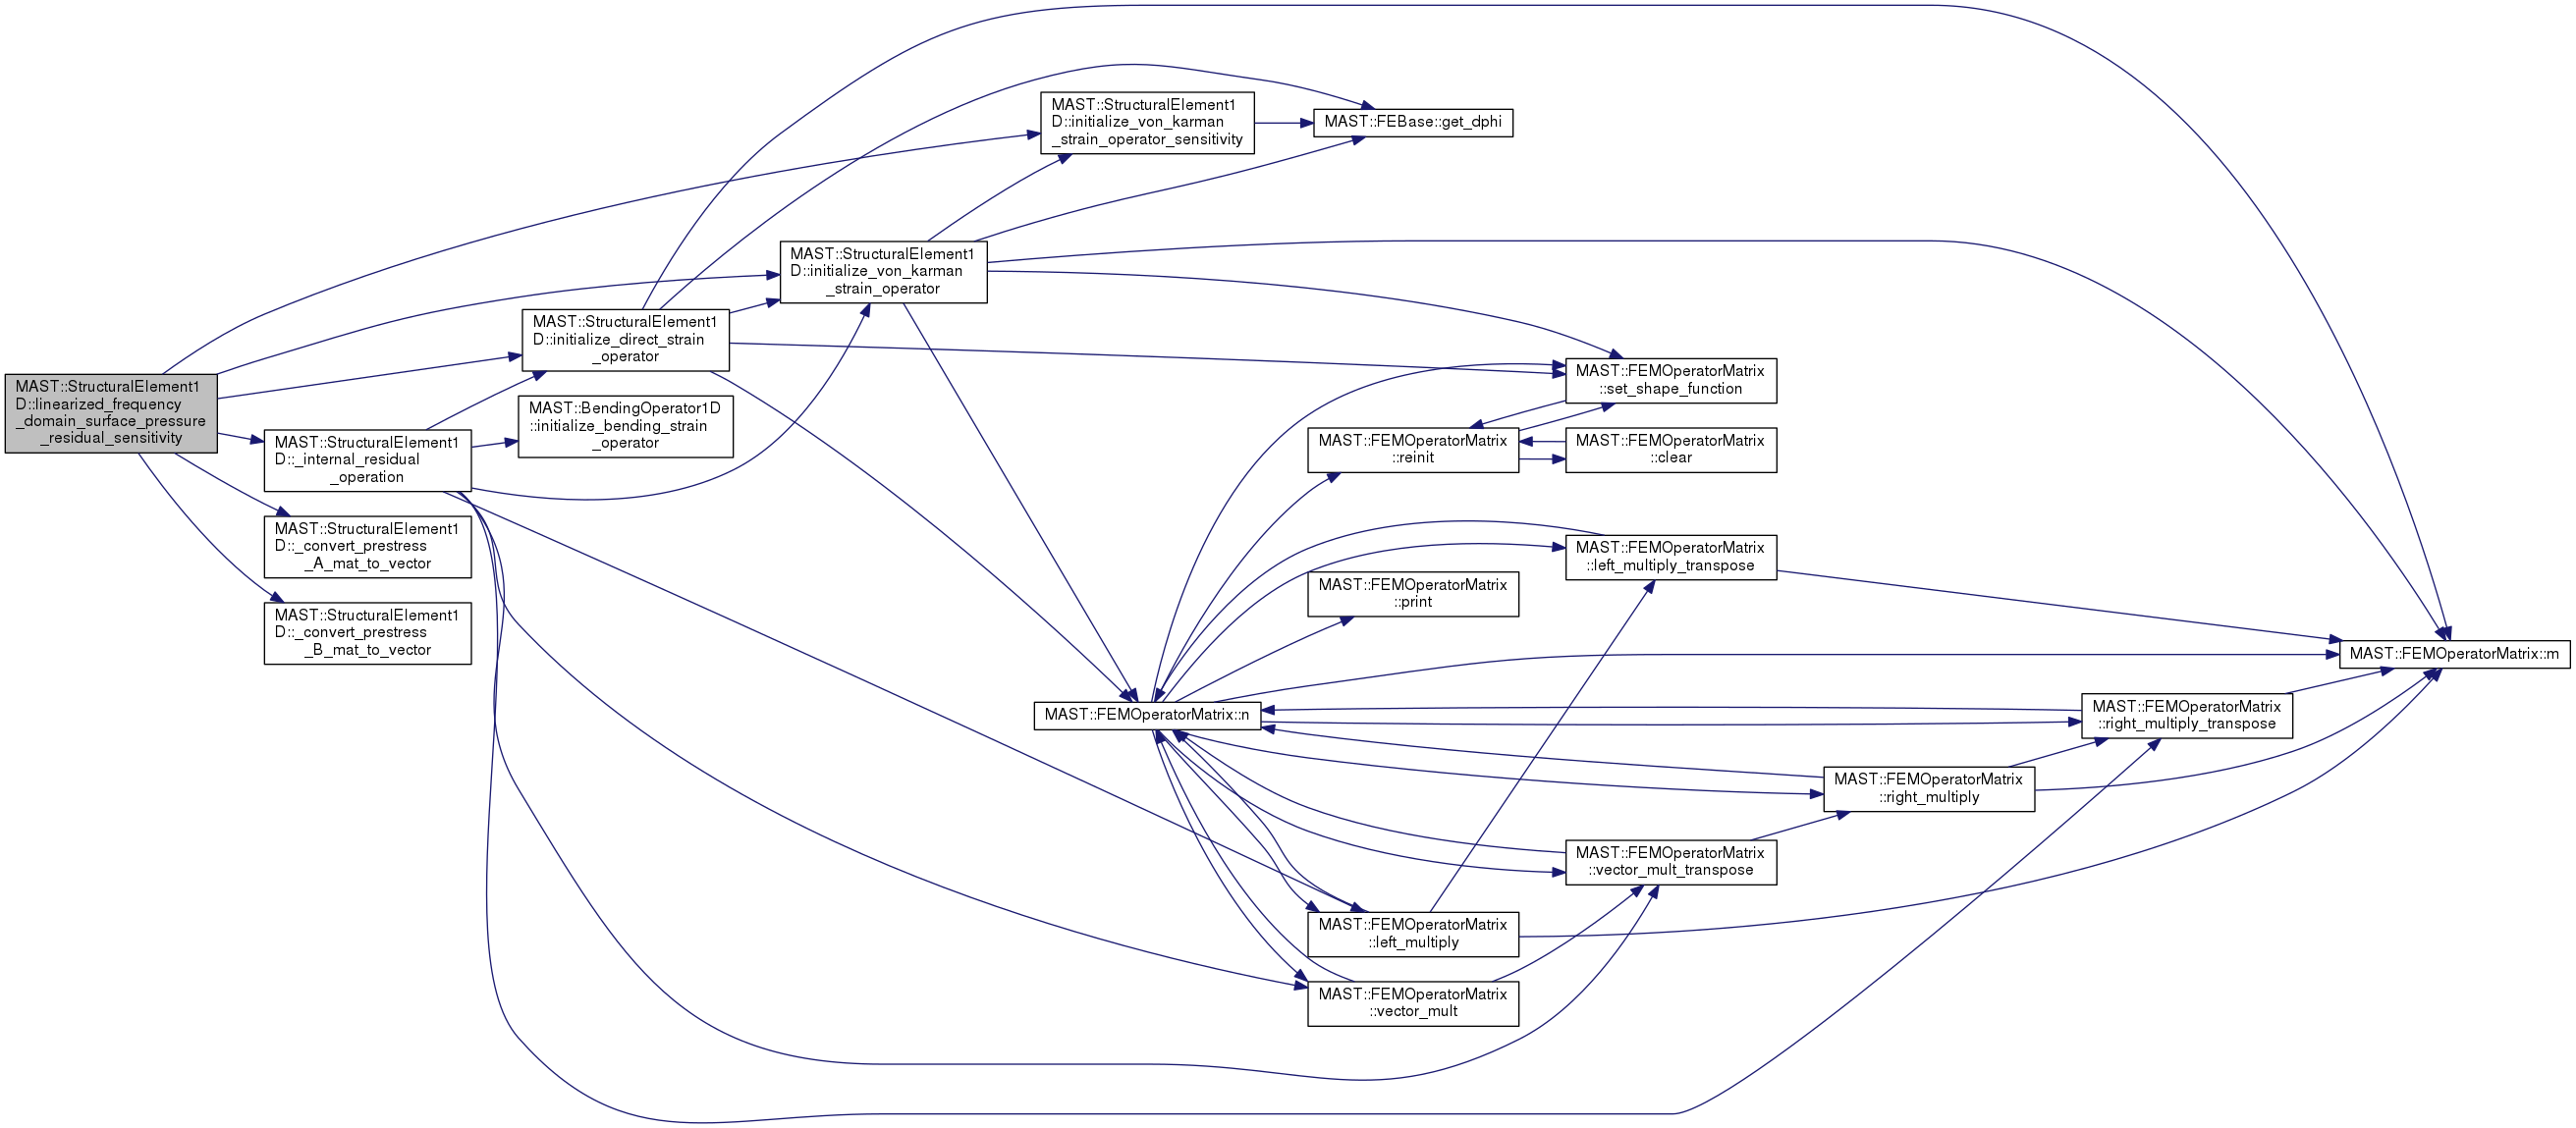 MAST::StructuralElement1
D::linearized_frequency
_domain_surface_pressure
_residual_sensitivity
MAST::StructuralElement1
D::_internal_residual
_operation
MAST::StructuralElement1
D::_convert_prestress
_A_mat_to_vector
MAST::StructuralElement1
D::_convert_prestress
_B_mat_to_vector
MAST::StructuralElement1
D::initialize_direct_strain
_operator
MAST::BendingOperator1D
::initialize_bending_strain
_operator
MAST::StructuralElement1
D::initialize_von_karman
_strain_operator
MAST::StructuralElement1
D::initialize_von_karman
_strain_operator_sensitivity
MAST::FEMOperatorMatrix::n
MAST::FEBase::get_dphi
MAST::FEMOperatorMatrix
::reinit
MAST::FEMOperatorMatrix
::print
MAST::FEMOperatorMatrix
::left_multiply
MAST::FEMOperatorMatrix
::vector_mult
MAST::FEMOperatorMatrix
::set_shape_function
MAST::FEMOperatorMatrix
::clear
MAST::FEMOperatorMatrix
::left_multiply_transpose
MAST::FEMOperatorMatrix
::vector_mult_transpose
MAST::FEMOperatorMatrix
::right_multiply
MAST::FEMOperatorMatrix
::right_multiply_transpose
MAST::FEMOperatorMatrix::m